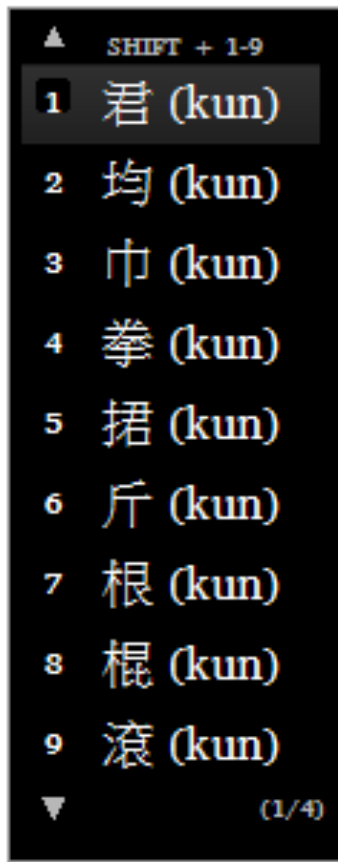 ▲ SHIFT + 1-9
1 君 (kun)
2 均 (kun)
3 巾 (kun)
4 拳 (kun)
5 捃 (kun)
6 斤 (kun)
7 根 (kun)
8 棍 (kun)
9 滾 (kun)
▼ (1/4)